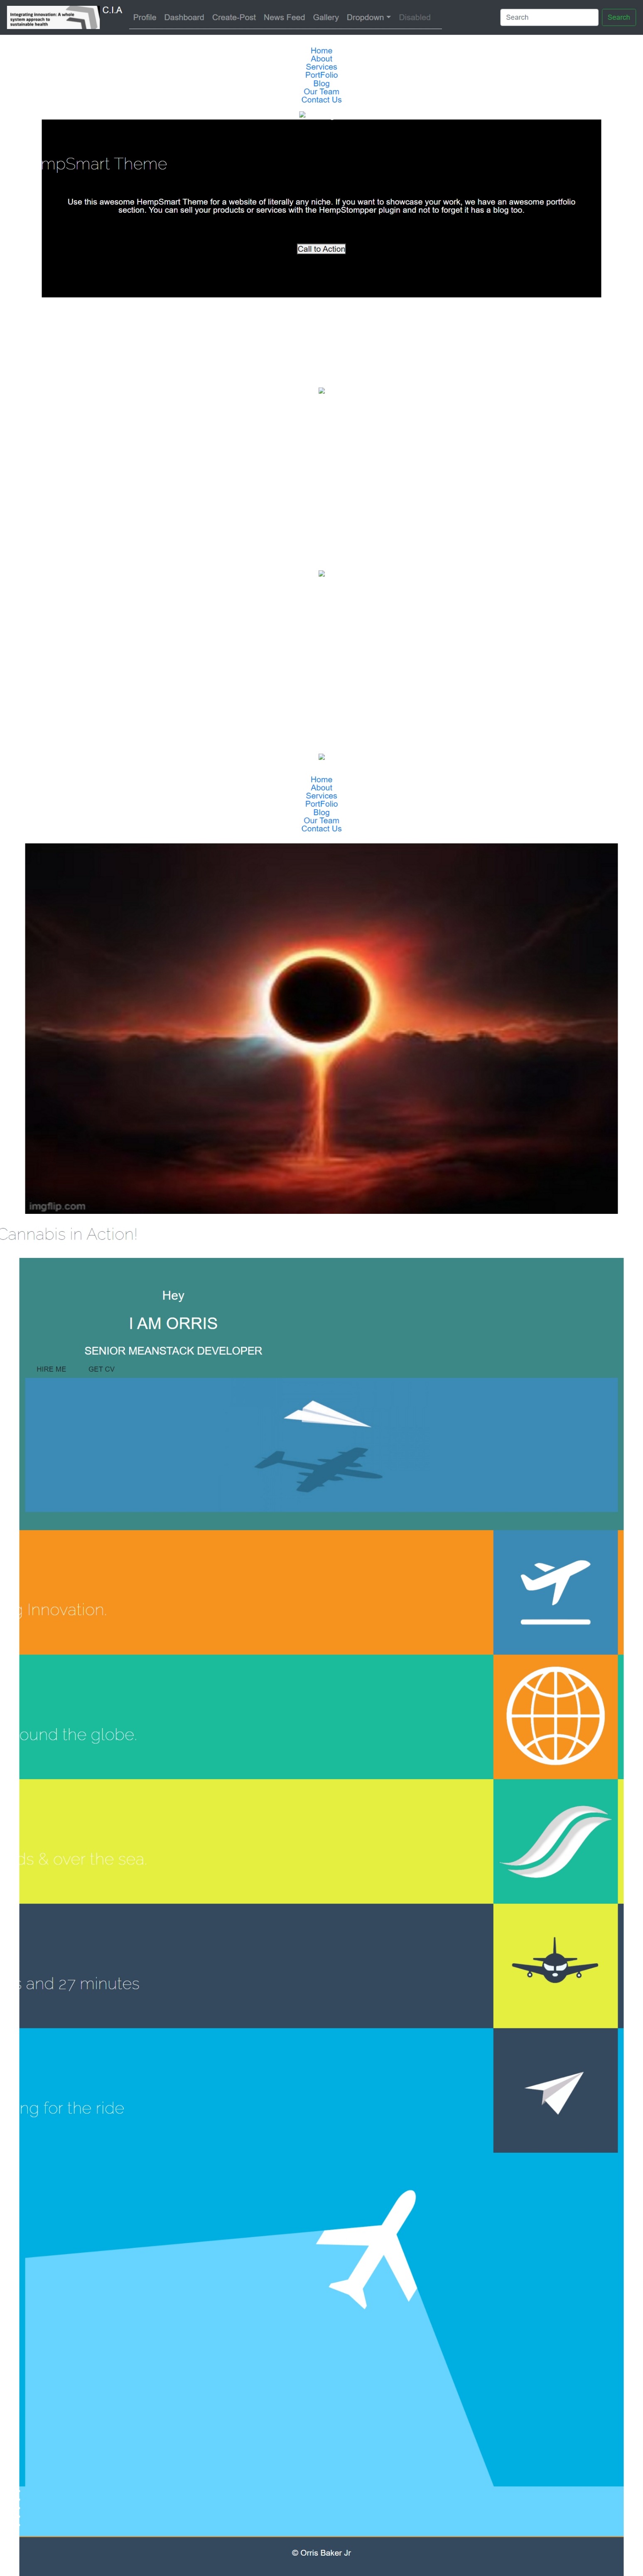 Integrating Innovation: A whole
system approach to
sustainable health
C.I.A
Profile Dashboard Create-Post News Feed Gallery Dropdown Disabled
Search
Search
Home
About
Services
PortFolio
Blog
Our Team
Contact Us
mpSmart Theme
Use this awesome HempSmart Theme for a website of literally any niche. If you want to showcase your work, we have an awesome portfolio
section. You can sell your products or services with the HempStompper plugin and not to forget it has a blog too.
Call to Action
Home
About
Services
PortFolio
Blog
Our Team
Contact Us
imgflip.com
Cannabis in Action!
Hey
I AM ORRIS
SENIOR MEANSTACK DEVELOPER
HIRE ME GET CV
g Innovation.
ound the globe.
ds & over the sea
s and 27 minutes
ng for the ride
© Orris Baker Jr